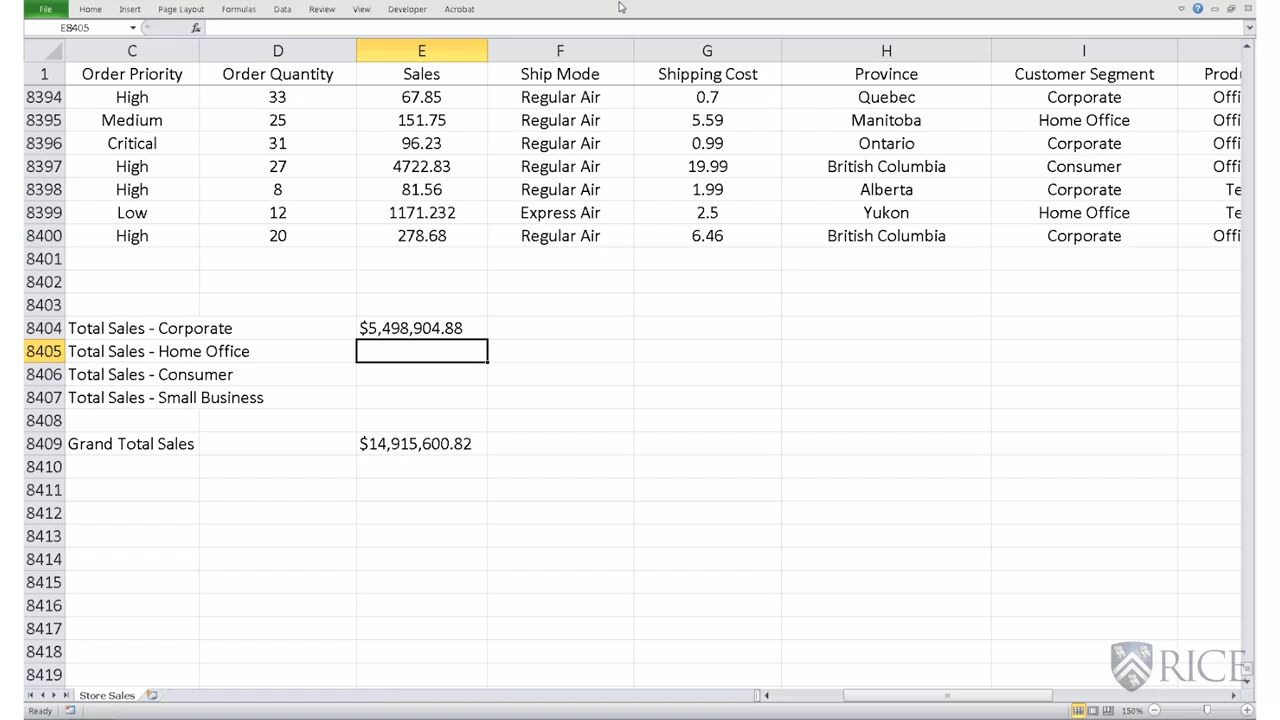 File Home Insert Page Layout Formulas Data Review View Developer Acrobat
E8405 fx
C D E F G H I
1 Order Priority Order Quantity Sales Ship Mode Shipping Cost Province Customer Segment Produ
8394 High 33 67.85 Regular Air 0.7 Quebec Corporate Offi
8395 Medium 25 151.75 Regular Air 5.59 Manitoba Home Office Offi
8396 Critical 31 96.23 Regular Air 0.99 Ontario Corporate Offi
8397 High 27 4722.83 Regular Air 19.99 British Columbia Consumer Offi
8398 High 8 81.56 Regular Air 1.99 Alberta Corporate Te
8399 Low 12 1171.232 Express Air 2.5 Yukon Home Office Te
8400 High 20 278.68 Regular Air 6.46 British Columbia Corporate Offi
8401
8402
8403
8404 Total Sales - Corporate $5,498,904.88
8405 Total Sales - Home Office
8406 Total Sales - Consumer
8407 Total Sales - Small Business
8408
8409 Grand Total Sales $14,915,600.82
8410
8411
8412
8413
8414
8415
8416
8417
8418
8419
RICE
Store Sales
Ready 150%